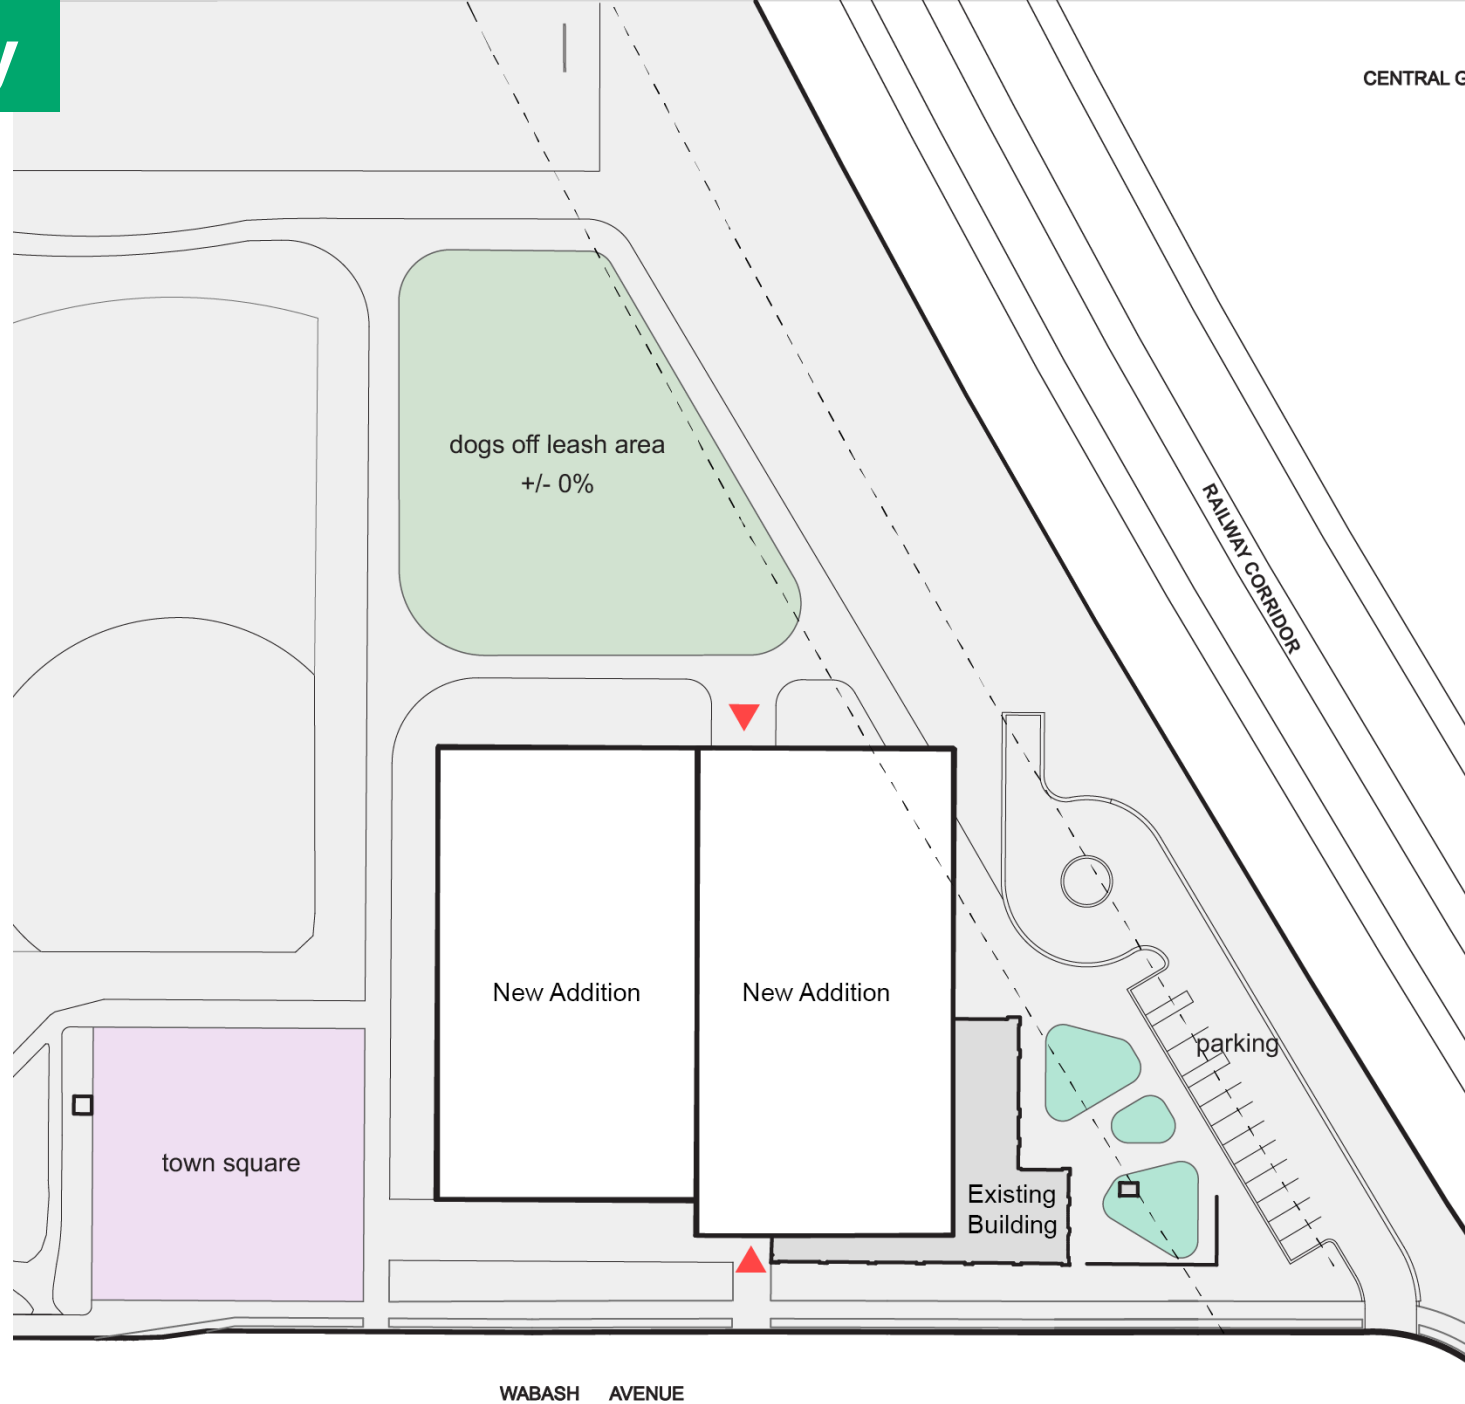 y
CENTRAL G
RAILWAY CORRIDOR
dogs off leash area
+/- 0%
New Addition
New Addition
parking
town square
Existing
Building
WABASH AVENUE